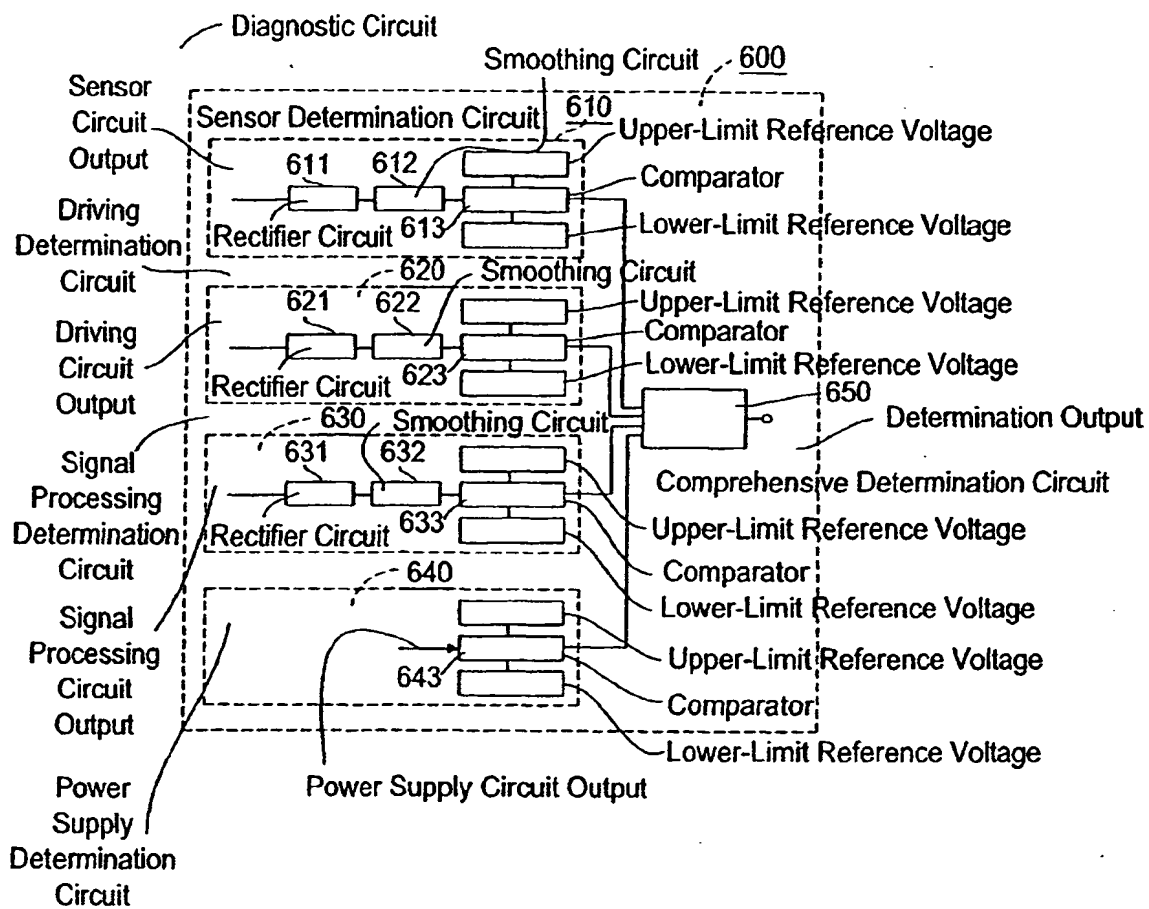 Diagnostic Circuit
Smoothing Circuit
600
Sensor
Circuit
Output
Sensor Determination Circuit
610
Upper-Limit Reference Voltage
611
612
Comparator
Rectifier Circuit
613
Lower-Limit Reference Voltage
Driving
Determination
Circuit
620
Smoothing Circuit
621
622
Upper-Limit Reference Voltage
Comparator
Driving
Circuit
Output
Rectifier Circuit
623
Lower-Limit Reference Voltage
650
Determination Output
630
Smoothing Circuit
Signal
Processing
Determination
Circuit
631
632
Comprehensive Determination Circuit
Rectifier Circuit
633
Upper-Limit Reference Voltage
Comparator
640
Lower-Limit Reference Voltage
Signal
Processing
Circuit
Output
643
Upper-Limit Reference Voltage
Comparator
Lower-Limit Reference Voltage
Power Supply Circuit Output
Power
Supply
Determination
Circuit